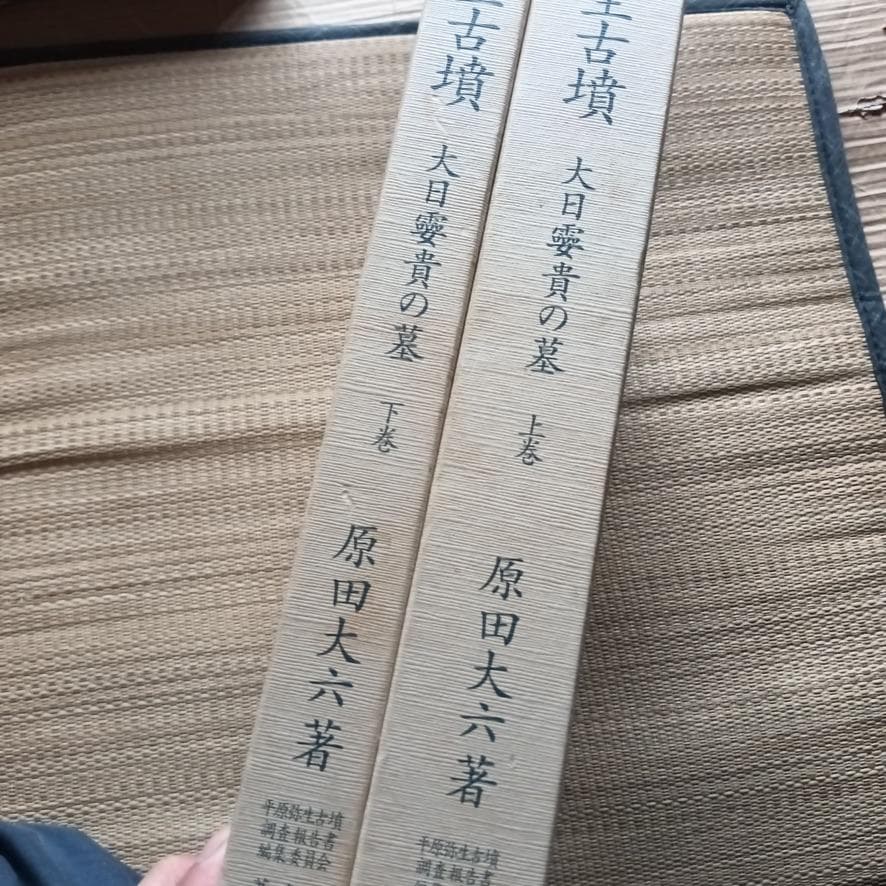 生古墳
大日孁貴の墓
上巻
原田大六著
平原弥生古墳
調査報告書
生古墳
大日孁貴の墓
下巻
原田大六著
平原弥生古墳
調査報告書
編集委員会